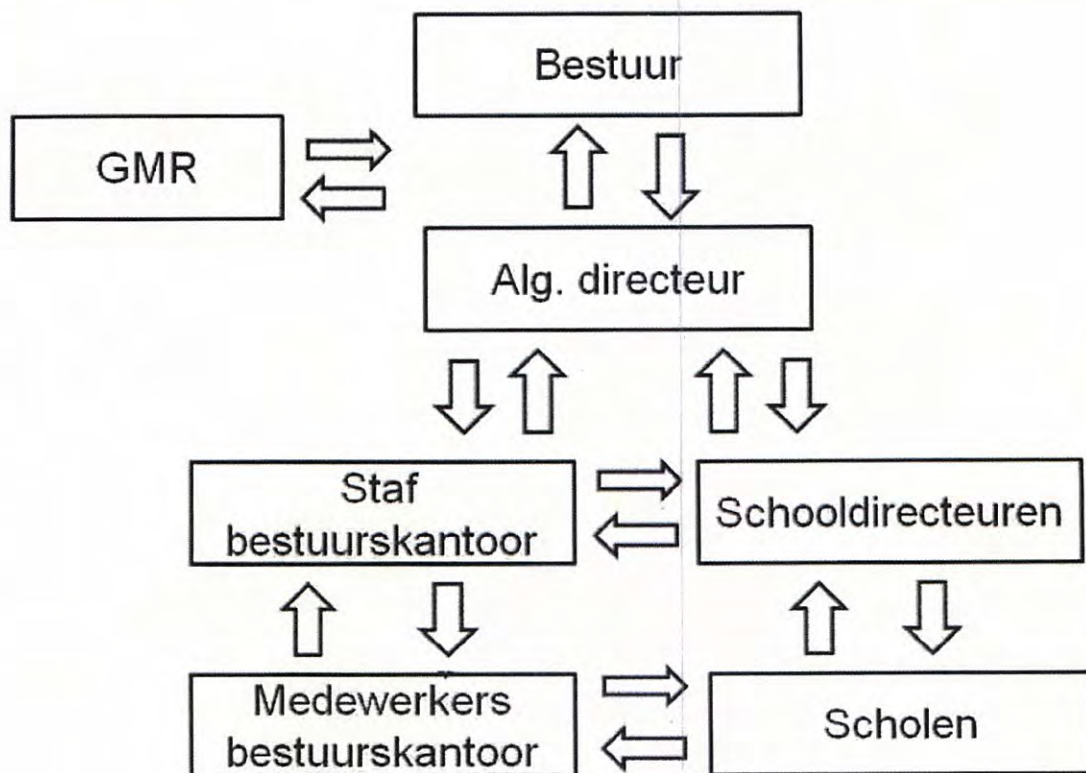 Bestuur
GMR
Alg. directeur
Staf
bestuurskantoor
Schooldirecteuren
Medewerkers
bestuurskantoor
Scholen